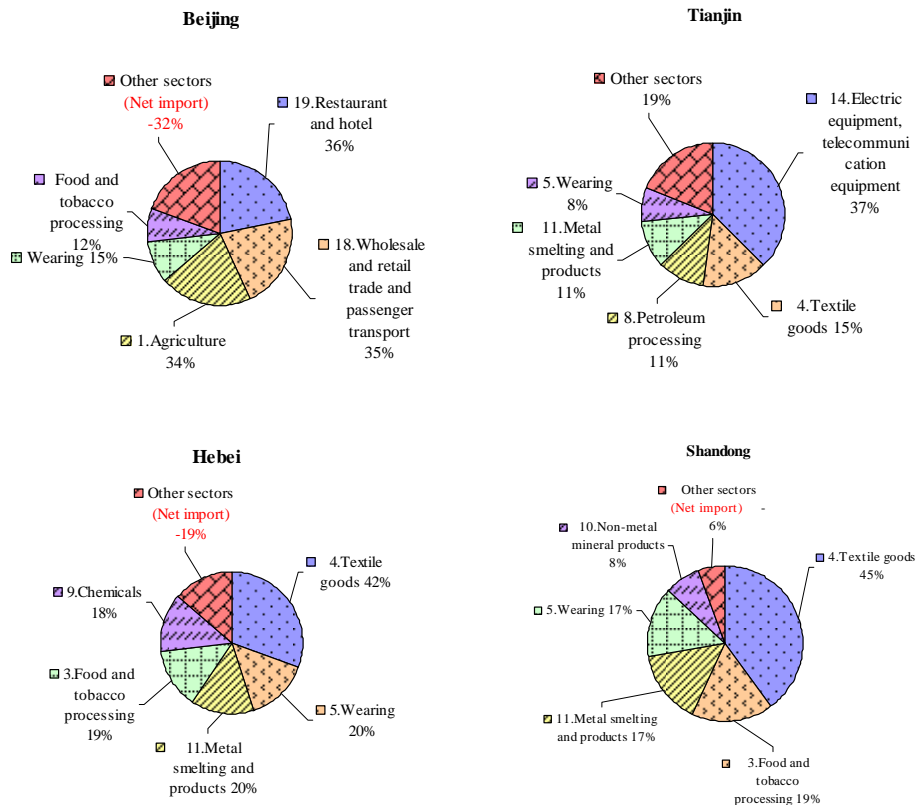 Beijing
Other sectors
(Net import)
-32%
19.Restaurant
and hotel
36%
Food and
tobacco
processing
12%
Wearing 15%
18.Wholesale
and retail
trade and
passenger
transport
35%
1.Agriculture
34%
Tianjin
Other sectors
19%
14.Electric
equipment,
telecommuni
cation
equipment
37%
5.Wearing
8%
11.Metal
smelting and
products
11%
8.Petroleum
processing
11%
4.Textile
goods 15%
Hebei
Other sectors
(Net import)
-19%
4.Textile
goods 42%
9.Chemicals
18%
3.Food and
tobacco
processing
19%
5.Wearing
20%
11.Metal
smelting and
products 20%
Shandong
Other sectors
(Net import) -
6%
10.Non-metal
mineral products
8%
4.Textile goods
45%
5.Wearing 17%
11.Metal smelting
and products 17%
3.Food and
tobacco
processing 19%